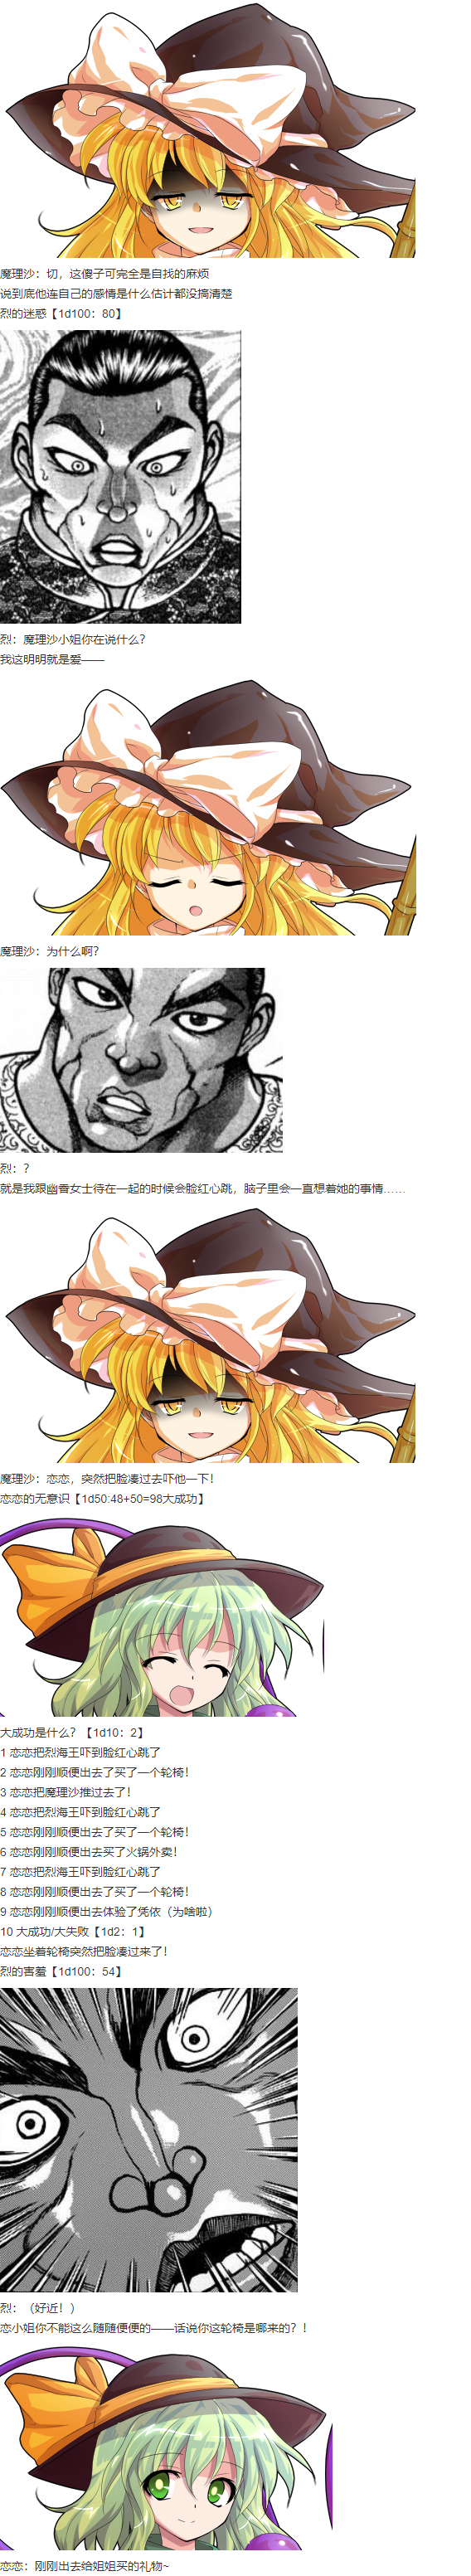 魔理沙：切，这傻子可完全是自找的麻烦
说到底他连自己的感情是什么估计都没搞清楚
烈的迷惑【1d100：80】
烈：魔理沙小姐你在说什么？
我这明明就是爱——
魔理沙：为什么啊？
烈：？
就是我跟幽香女士待在一起的时候会脸红心跳，脑子里会一直想着她的事情……
魔理沙：恋恋，突然把脸凑过去吓他一下！
恋恋的无意识【1d50:48+50=98大成功】
大成功是什么？【1d10：2】
1 恋恋把烈海王吓到脸红心跳了
2 恋恋刚刚顺便出去了买了一个轮椅！
3 恋恋把魔理沙推过去了！
4 恋恋把烈海王吓到脸红心跳了
5 恋恋刚刚顺便出去了买了一个轮椅！
6 恋恋刚刚顺便出去买了火锅外卖！
7 恋恋把烈海王吓到脸红心跳了
8 恋恋刚刚顺便出去了买了一个轮椅！
9 恋恋刚刚顺便出去体验了凭依（为啥啦）
10 大成功/大失败【1d2：1】
恋恋坐着轮椅突然把脸凑过来了！
烈的害羞【1d100：54】
烈：（好近！）
恋小姐你不能这么随随便便的——话说你这轮椅是哪来的？！
恋恋：刚刚出去给姐姐买的礼物~